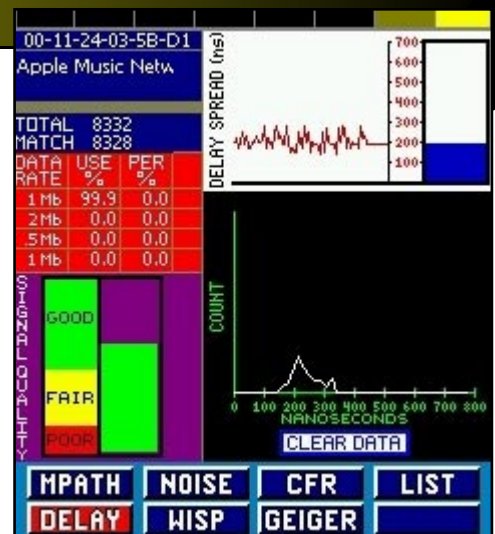 00-11-24-03-5B-D1
Apple Music Netw
TOTAL 8332
MATCH 8328
DATA RATE USE % PER %
1 Mb 99.9 0.0
2 Mb 0.0 0.0
.5 Mb 0.0 0.0
1 Mb 0.0 0.0
SIGNAL QUALITY
GOOD
FAIR
POOR
DELAY SPREAD (ns)
700
600
500
400
300
200
100
COUNT
0 100 200 300 400 500 600 700 800
NANOSECONDS
CLEAR DATA
MPATH NOISE CFR LIST
DELAY WISP GEIGER